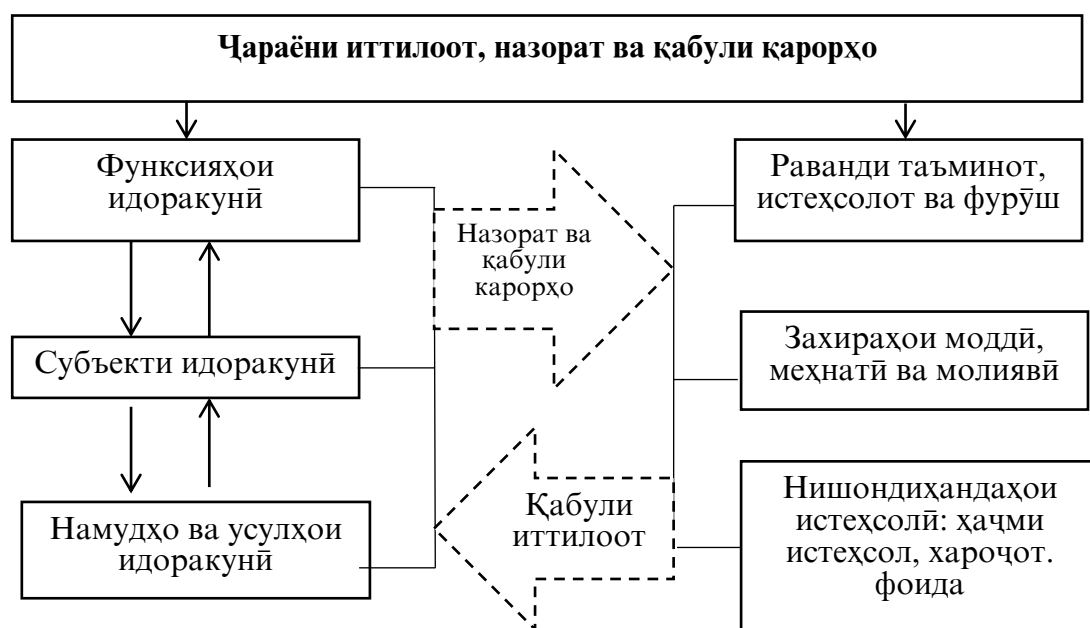 Ҷараёни иттилоот, назорат ва қабули қарорҳо
Функсияҳои
идоракунӣ
Раванди таъминот,
истеҳсолот ва фурӯш
Назорат ва
қабули
карорҳо
Субъекти идоракунӣ
Захираҳои моддӣ,
меҳнатӣ ва молиявӣ
Қабули
иттилоот
Намудҳо ва усулҳои
идоракунӣ
Нишондиҳандаҳои
истеҳсолӣ: ҳаҷми
истеҳсол, хароҷот.
фоида